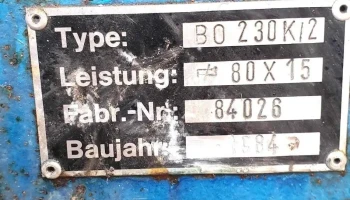 Type: BO 230K/2
Leistung: 80 X 15
Fabr.-Nr. 84026
Baujahr 1984